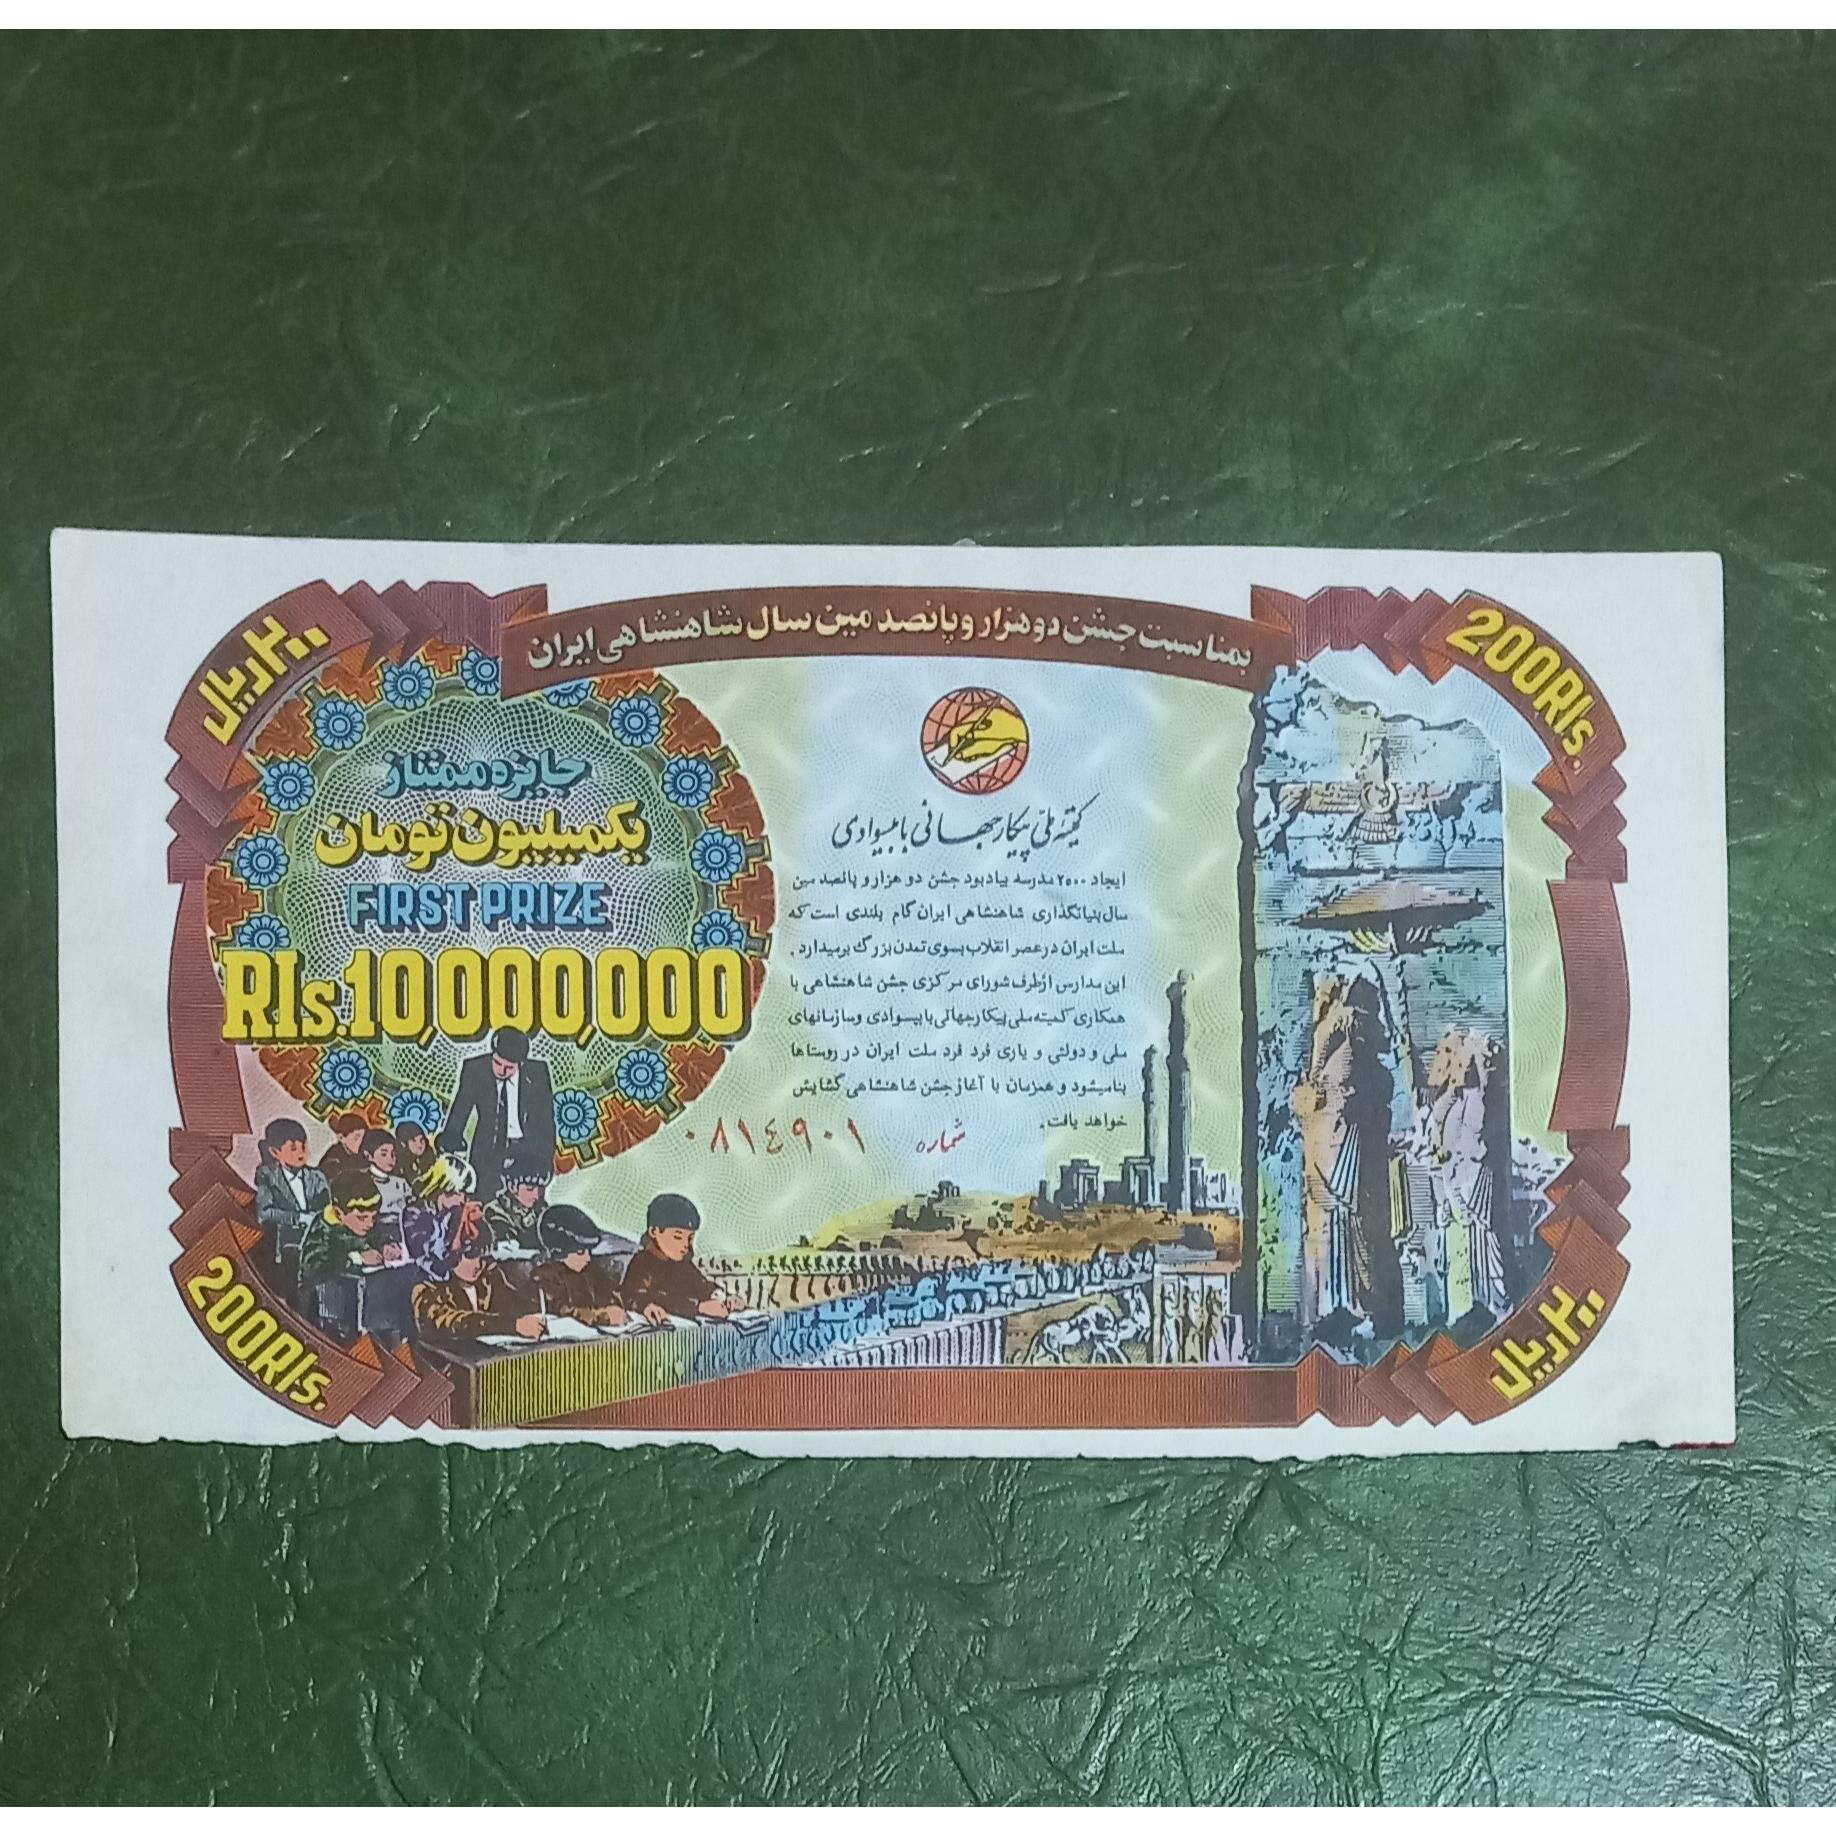 بمناسبت جشن دوهزار و پانصد مین سال شاهنشاهی ایران
۲۰۰ ریال
200Rls.
جایزه ممتاز
یکمیلیون تومان
FIRST PRIZE
Rls.10,000,000
کمیته ملی پیکار جهانی با بیسوادی
ایجاد ۲۵۰۰ مدرسه بیادبود جشن دو هزار و پانصد مین
سال بنیانگذاری شاهنشاهی ایران گام بلندی است که
ملت ایران در عصر انقلاب بسوی تمدن بزرگ برمیدارد.
این مدارس از طرف شورای مرکزی جشن شاهنشاهی با
همکاری کمیته ملی پیکار جهانی با بیسوادی و سازمانهای
ملی و دولتی و یاری فرد فرد ملت ایران در روستاها
بنا میشود و همزمان با آغاز جشن شاهنشاهی گشایش
خواهد یافت.
شماره ۰۸۱٤۹۰۱
200Rls.
۲۰۰ ریال